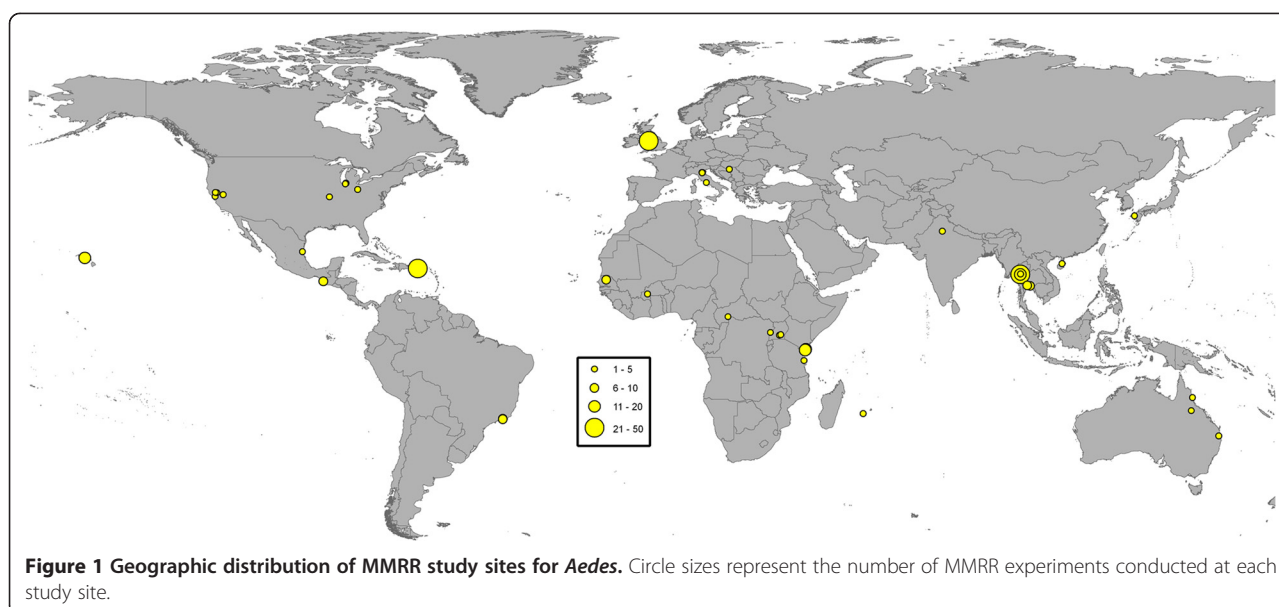 1 - 5
6 - 10
11 - 20
21 - 50
Figure 1 Geographic distribution of MMRR study sites for Aedes. Circle sizes represent the number of MMRR experiments conducted at each
study site.